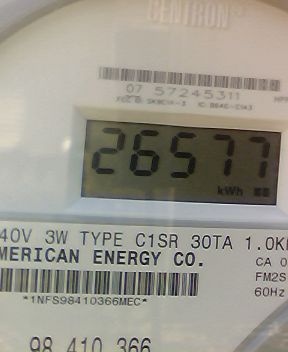 CENTRON
07 57245311
26577
kWh
40V 3W TYPE C1SR 30TA 1.0K
MERICAN ENERGY CO.
CA 0
FM2S
*1NFS98410366MEC*
60Hz
98 410 366